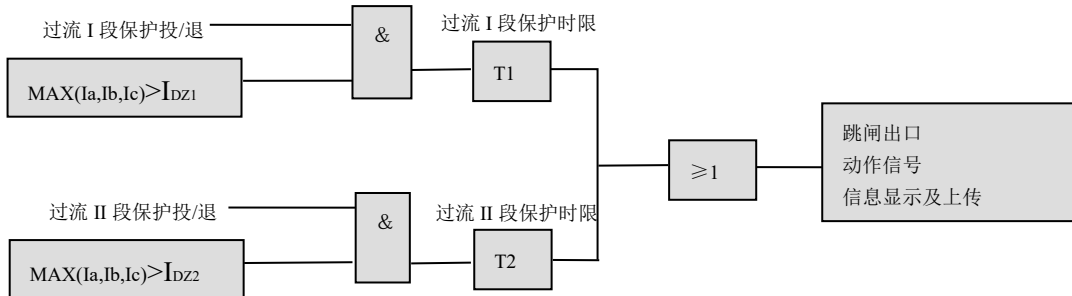 过流 I 段保护投/退
&
过流 I 段保护时限
MAX(Ia,Ib,Ic)>IDZ1
T1
≥1
跳闸出口
动作信号
信息显示及上传
过流 II 段保护投/退
&
过流 II 段保护时限
MAX(Ia,Ib,Ic)>IDZ2
T2